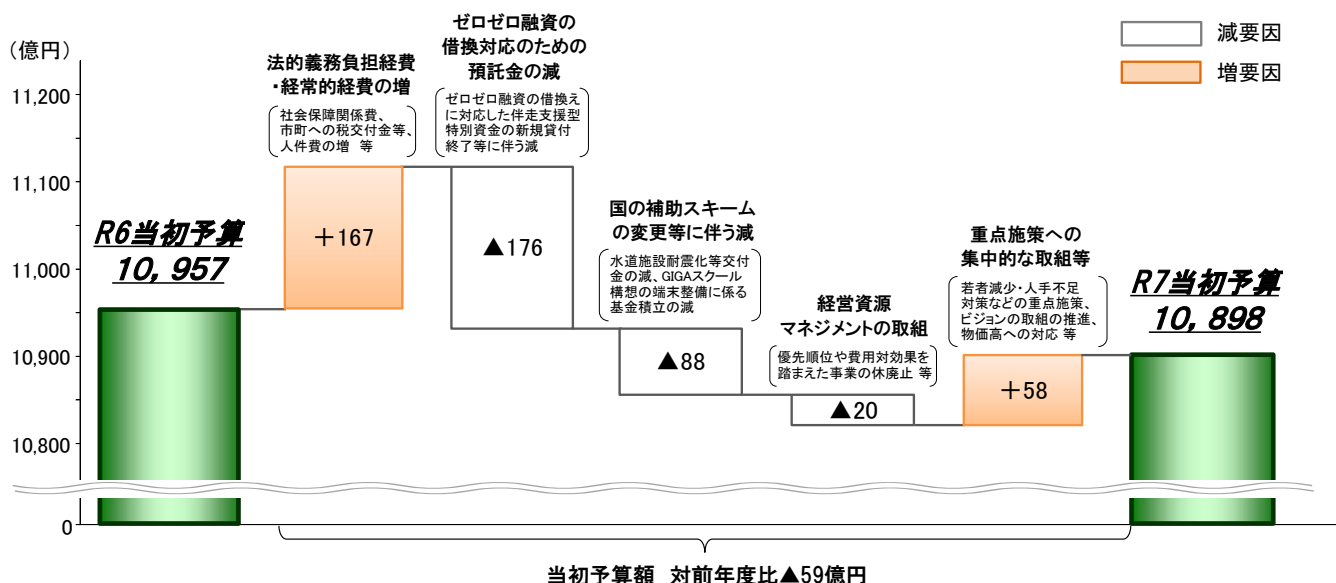 (億円)
11,200
11,100
11,000
10,900
10,800
0
減要因
増要因
R6当初予算
10,957
法的義務負担経費
・経常的経費の増
社会保障関係費、
市町への税交付金等、
人件費の増 等
+167
ゼロゼロ融資の
借換対応のための
預託金の減
ゼロゼロ融資の借換え
に対応した伴走支援型
特別資金の新規貸付
終了等に伴う減
▲176
国の補助スキーム
の変更等に伴う減
水道施設耐震化等交付
金の減、GIGAスクール
構想の端末整備に係る
基金積立の減
▲88
経営資源
マネジメントの取組
優先順位や費用対効果を
踏まえた事業の休廃止 等
▲20
重点施策への
集中的な取組等
若者減少・人手不足
対策などの重点施策、
ビジョンの取組の推進、
物価高への対応 等
+58
R7当初予算
10,898
当初予算額 対前年度比▲59億円